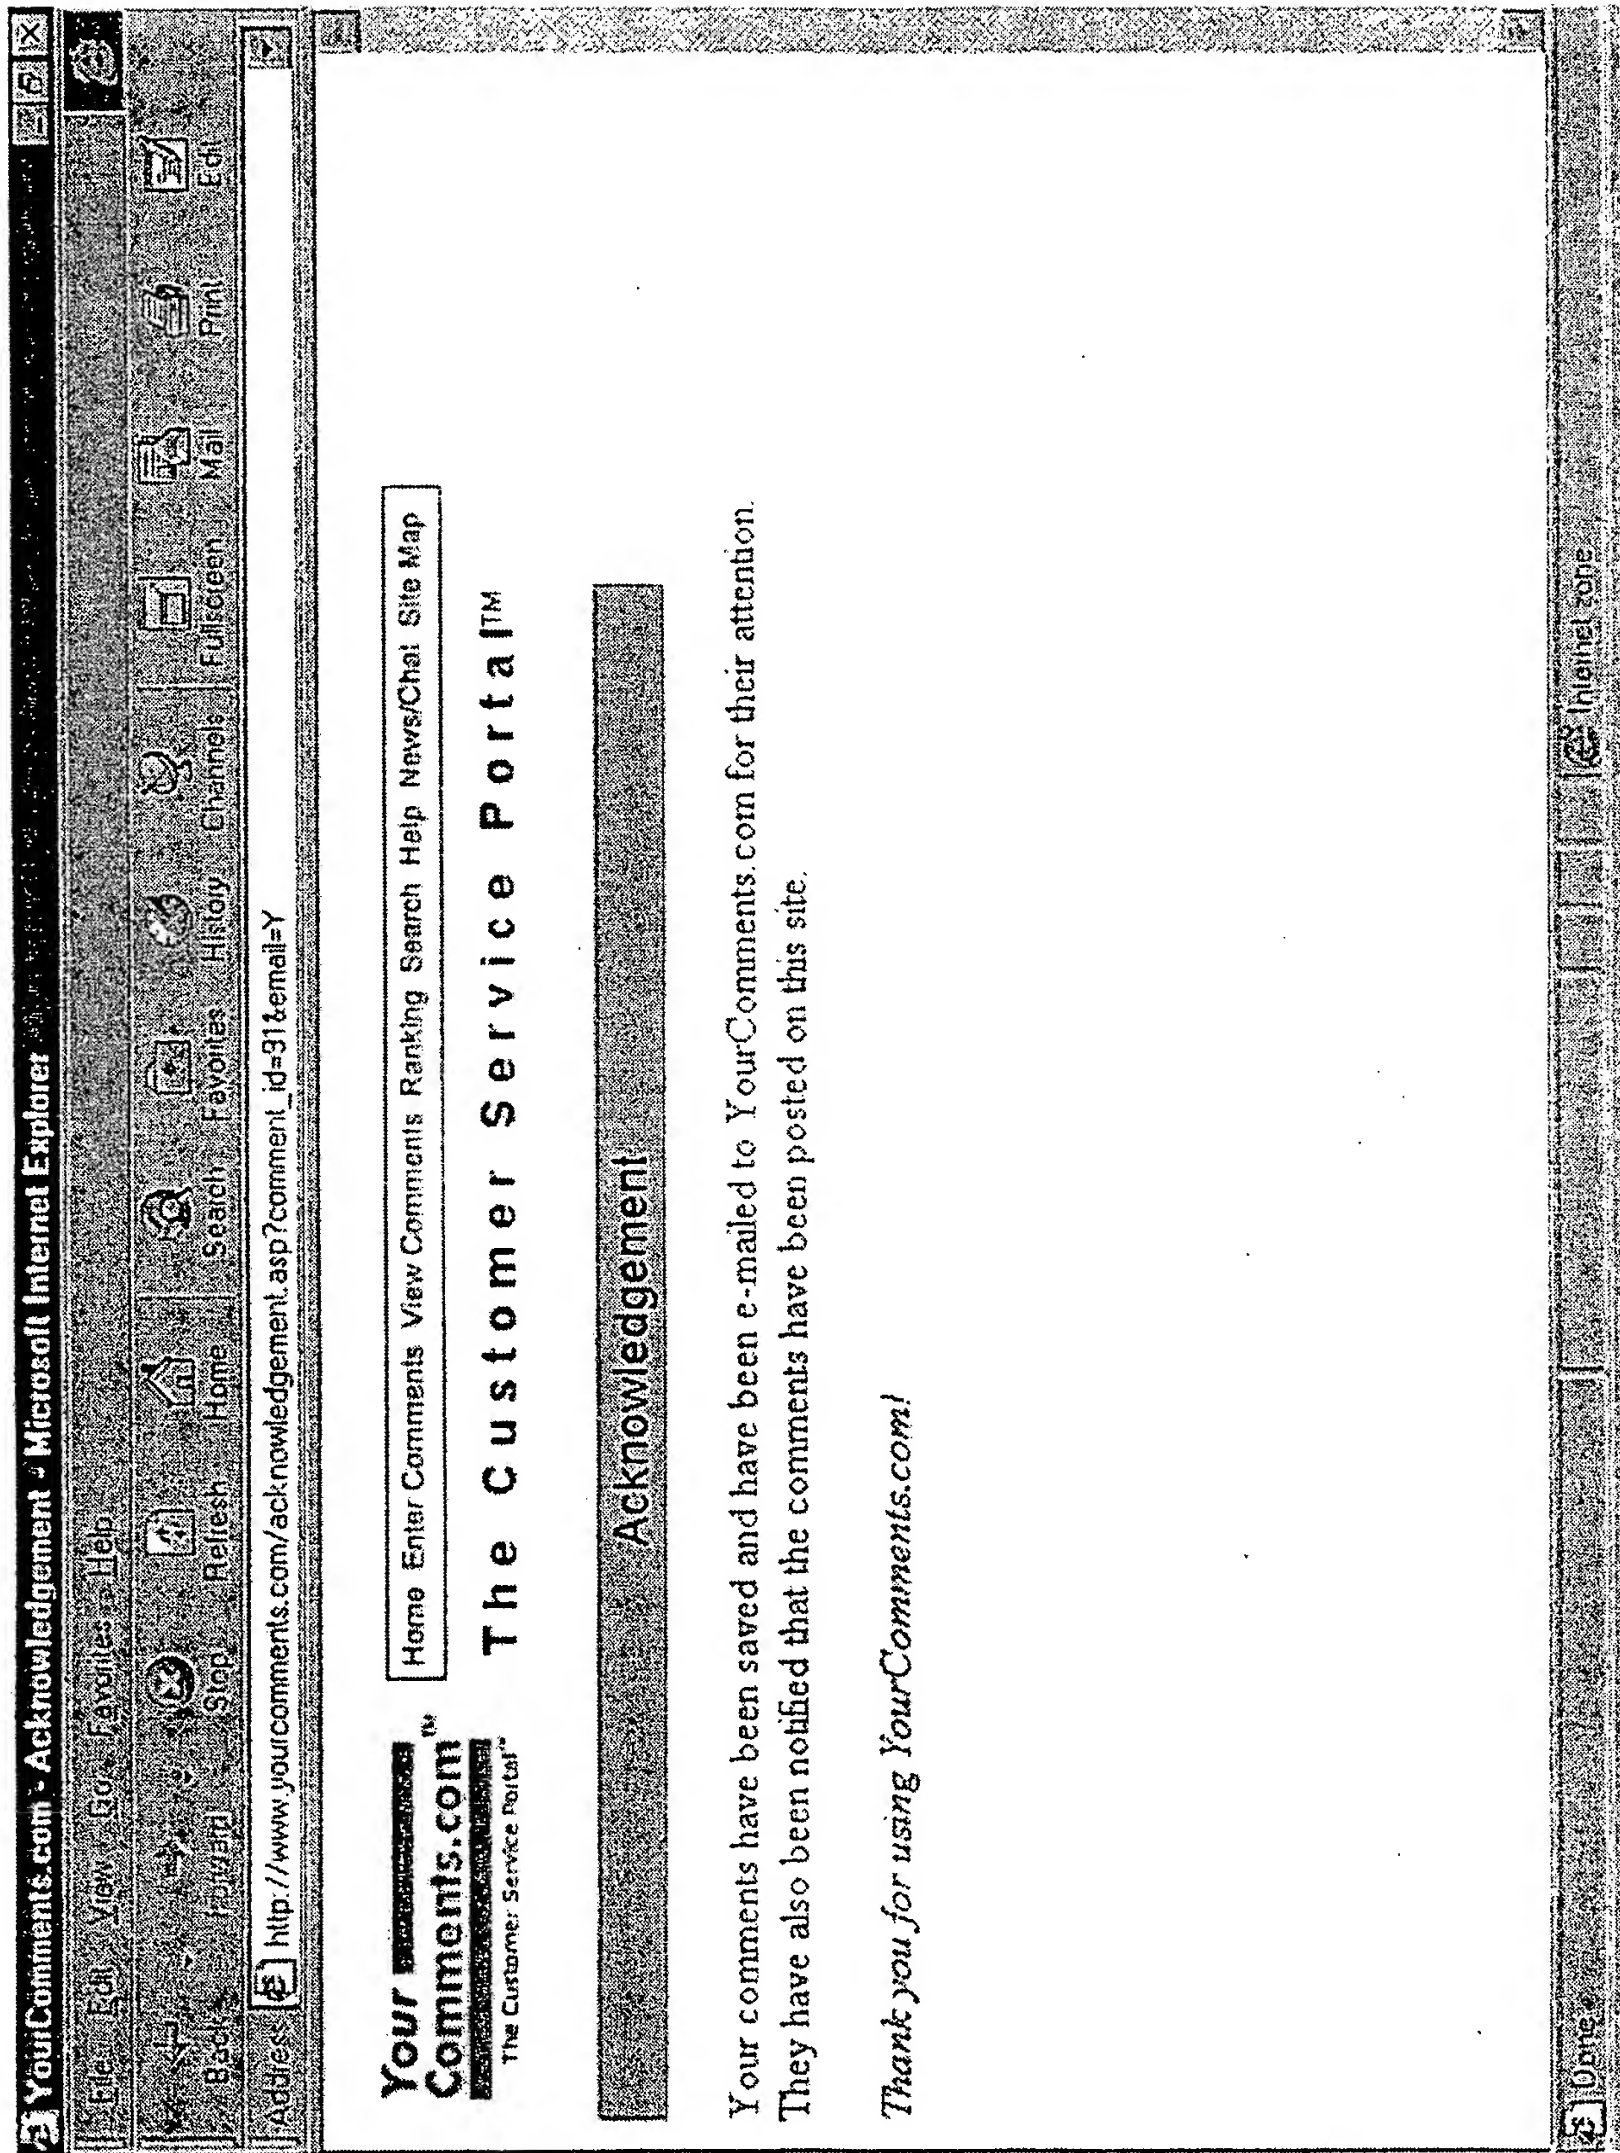 YourComments.com - Acknowledgement - Microsoft Internet Explorer
File Edit View Go Favorites Help
Back Forward Stop Refresh Home Search Favorites History Channels Fullscreen Mail Print Edit
Address http://www.yourcomments.com/acknowledgement.asp?comment_id=91&email=Y
Your Comments.com™
The Customer Service Portal™
Home Enter Comments View Comments Ranking Search Help News/Chat Site Map
The Customer Service Portal™
Acknowledgement
Your comments have been saved and have been e-mailed to YourComments.com for their attention.
They have also been notified that the comments have been posted on this site.
Thank you for using YourComments.com!
Done
Internet zone